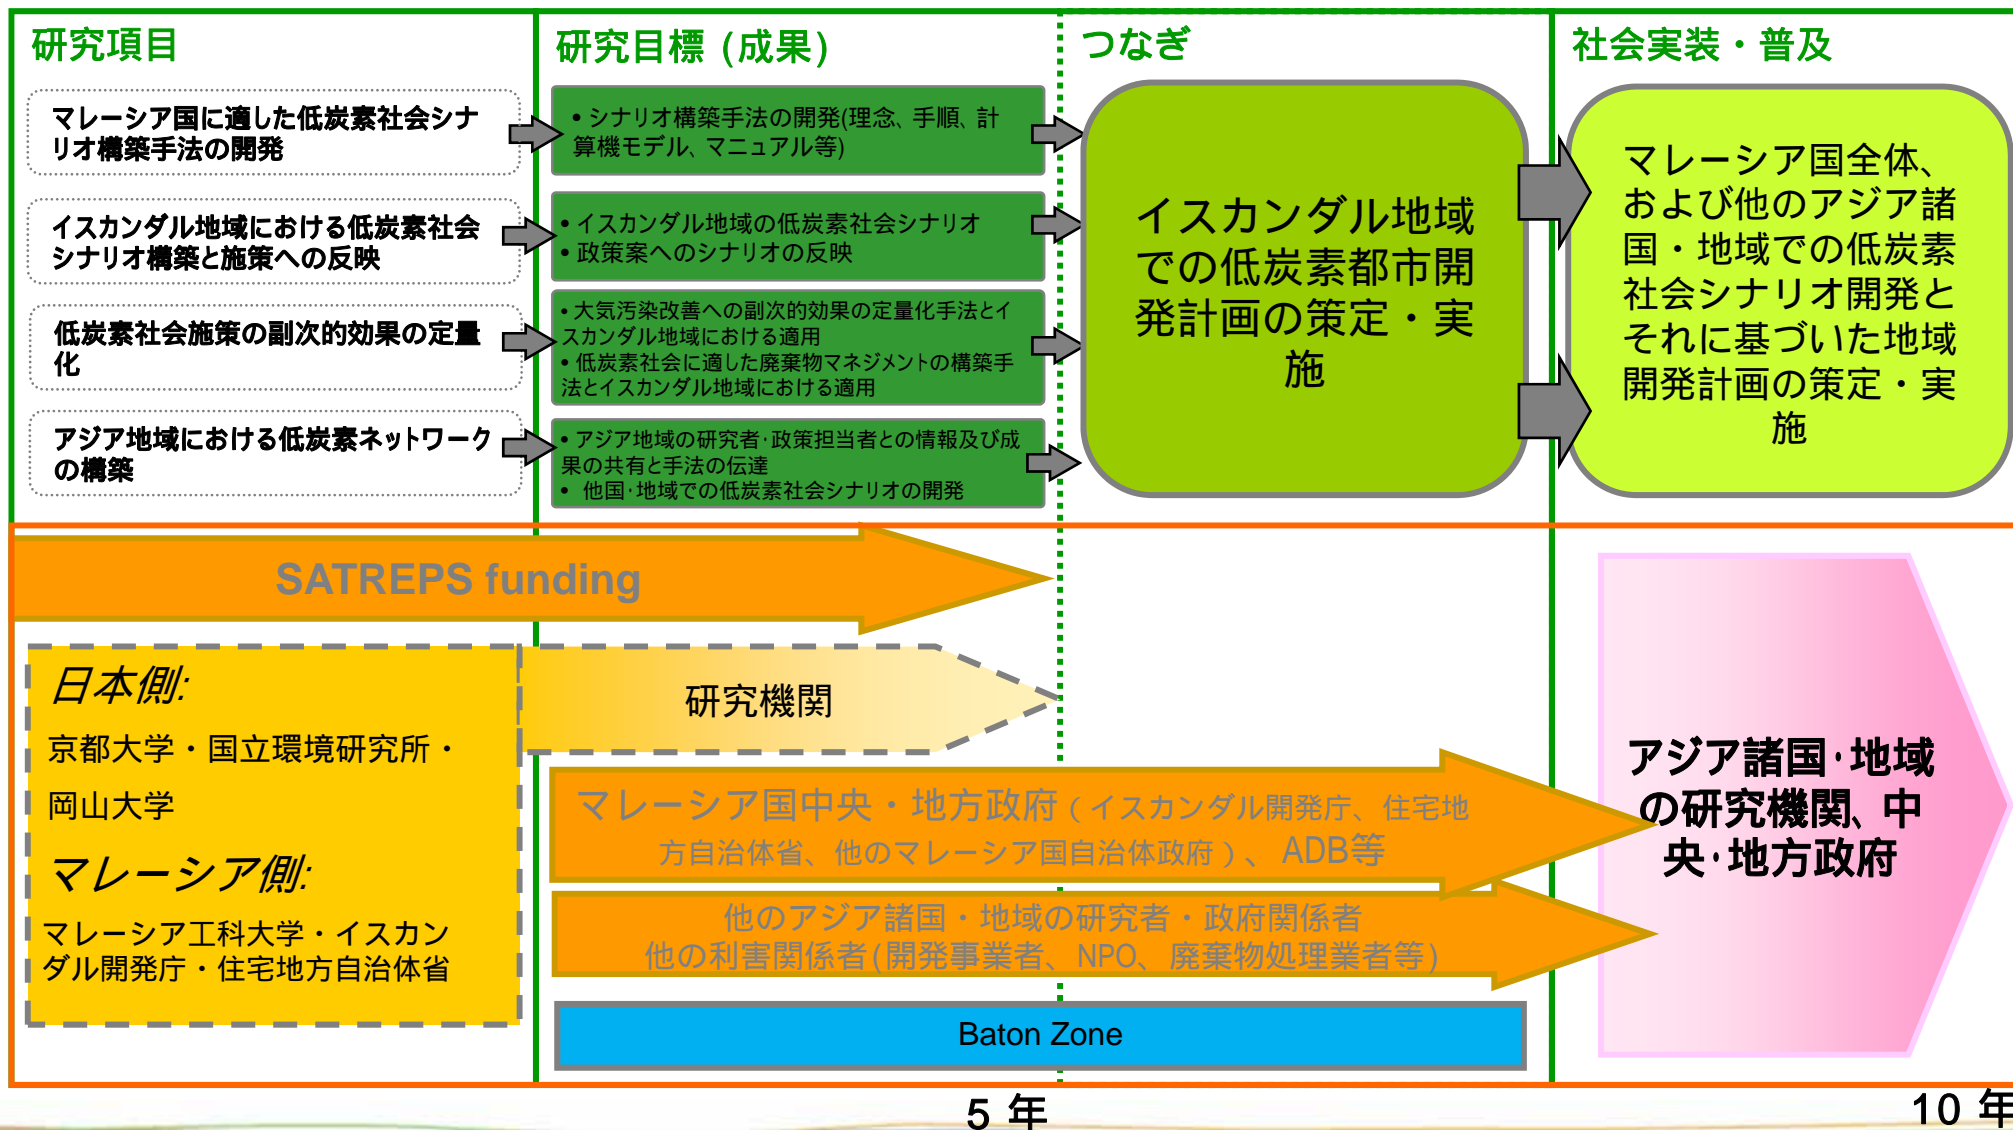 研究項目
マレーシア国に適した低炭素社会シナ
リオ構築手法の開発
イスカンダル地域における低炭素社会
シナリオ構築と施策への反映
低炭素社会施策の副次的効果の定量
化
アジア地域における低炭素ネットワーク
の構築
研究目標（成果）
• シナリオ構築手法の開発(理念、手順、計
算機モデル、マニュアル等)
• イスカンダル地域の低炭素社会シナリオ
• 政策案へのシナリオの反映
• 大気汚染改善への副次的効果の定量化手法とイ
スカンダル地域における適用
• 低炭素社会に適した廃棄物マネジメントの構築手
法とイスカンダル地域における適用
• アジア地域の研究者・政策担当者との情報及び成
果の共有と手法の伝達
• 他国・地域での低炭素社会シナリオの開発
つなぎ
イスカンダル地域
での低炭素都市開
発計画の策定・実
施
社会実装・普及
マレーシア国全体、
および他のアジア諸
国・地域での低炭素
社会シナリオ開発と
それに基づいた地域
開発計画の策定・実
施
SATREPS funding
日本側:
京都大学・国立環境研究所・
岡山大学
マレーシア側:
マレーシア工科大学・イスカン
ダル開発庁・住宅地方自治体省
研究機関
マレーシア国中央・地方政府（イスカンダル開発庁、住宅地
方自治体省、他のマレーシア国自治体政府）、ADB等
他のアジア諸国・地域の研究者・政府関係者
他の利害関係者(開発事業者、NPO、廃棄物処理業者等)
Baton Zone
アジア諸国・地域
の研究機関、中
央・地方政府
5 年
10 年